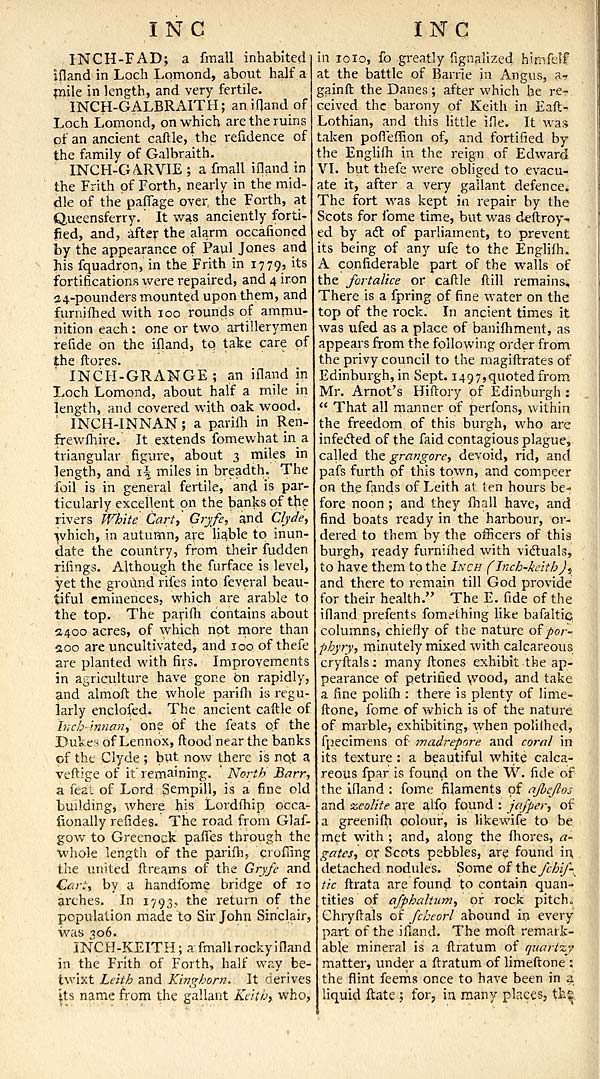 INC
INC
INCH-FAD; a ſmall inhabited
iſland in Loch Lomond, about half a
mile in length, and very fertile.
INCH-GALBRAITH; an iſland of
Loch Lomond, on which are the ruins
of an ancient caſtle, the reſidence of
the family of Galbraith.
INCH-GARVIE; a ſmall iſland in
the Frith of Forth, nearly in the mid-
dle of the paſſage over the Forth, at
Queensferry. It was anciently forti-
fied, and, after the alarm occaſioned
by the appearance of Paul Jones and
his ſquadron, in the Frith in 1779, its
fortifications were repaired, and 4 iron
24-pounders mounted upon them, and
furniſhed with 100 rounds of ammu-
nition each: one or two artillerymen
reſide on the iſland, to take care of
the ſtores.
INCH-GRANGE; an iſland in
Loch Lomond, about half a mile in
length, and covered with oak wood.
INCH-INNAN; a pariſh in Ren-
frewſhire. It extends ſomewhat in a
triangular figure, about 3 miles in
length, and 1½ miles in breadth. The
ſoil is in general fertile, and is par-
ticularly excellent on the banks of the
rivers White Cart, Gryfe, and Clyde,
which, in autumn, are liable to inun-
date the country, from their ſudden
riſings. Although the ſurface is level,
yet the ground riſes into ſeveral beau-
tiful eminences, which are arable to
the top. The pariſh contains about
2400 acres, of which not more than
200 are uncultivated, and 100 of theſe
are planted with firs. Improvements
in agriculture have gone on rapidly,
and almoſt the whole pariſh is regu-
larly encloſed. The ancient caſtle of
Inch-innan, one of the ſeats of the
Dukes of Lennox, ſtood near the banks
of the Clyde; but now there is not a
veſtige of it remaining. North Barr,
a ſeat of Lord Sempill, is a fine old
building, where his Lordſhip occa-
ſionally reſides. The road from Glaſ-
gow to Greenock paſſes through the
whole length of the pariſh, croſſing
the united ſtreams of the Gryfe and
Cart, by a handſome bridge of 10
arches. In 1793, the return of the
population made to Sir John Sinclair,
was 306.
INCH-KEITH; a ſmall rocky iſland
in the Frith of Forth, half way be-
twixt Leith and Kinghorn. It derives
its name from the gallant Keith, who,
in 1010, ſo greatly ſignalized himſelf
at the battle of Barrie in Angus, a-
gainſt the Danes; after which he re-
ceived the barony of Keith in Eaſt-
Lothian, and this little iſle. It was
taken poſſeſſion of, and fortified by
the Engliſh in the reign of Edward
VI. but theſe were obliged to evacu-
ate it, after a very gallant defence.
The fort was kept in repair by the
Scots for ſome time, but was deſtroy-
ed by act of parliament, to prevent
its being of any uſe to the Engliſh.
A conſiderable part of the walls of
the fortalice or caſtle ſtill remains.
There is a ſpring of fine water on the
top of the rock. In ancient times it
was uſed as a place of baniſhment, as
appears from the following order from
the privy council to the magiſtrates of
Edinburgh, in Sept. 1497, quoted from
Mr. Arnot's Hiſtory of Edinburgh:
“ That all manner of perſons, within
the freedom of this burgh, who are
infected of the ſaid contagious plague,
called the grangore, devoid, rid, and
paſs furth of this town, and compeer
on the ſands of Leith at ten hours be-
fore noon; and they ſhall have, and
find boats ready in the harbour, or-
dered to them by the officers of this
burgh, ready furniſhed with victuals,
to have them to the INCH (Inch-keith),
and there to remain till God provide
for their health.” The E. ſide of the
iſland preſents ſomething like baſaltic
columns, chiefly of the nature of por-
phyry, minutely mixed with calcareous
cryſtals: many ſtones exhibit the ap-
pearance of petrified wood, and take
a fine poliſh: there is plenty of lime-
ſtone, ſome of which is of the nature
of marble, exhibiting, when poliſhed,
ſpecimens of madrepore and coral in
its texture: a beautiful white calca-
reous ſpar is found on the W. ſide of
the iſland: ſome filaments of aſbeſtos
and zeolite are alſo found: jaſper, of
a greeniſh colour, is likewiſe to be
met with; and, along the ſhores, a-
gates, or Scots pebbles, are found in
detached nodules. Some of the ſchiſ-
tic ſtrata are found to contain quan-
tities of aſphaltum, or rock pitch.
Chryſtals of ſcheorl abound in every
part of the iſland. The moſt remark-
able mineral is a ſtratum of quartzy
matter, under a ſtratum of limeſtone:
the flint ſeems once to have been in a
liquid ſtate; for, in many places, the